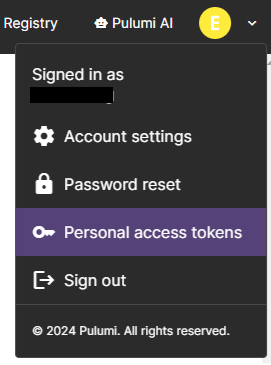 Registry Pulumi AI E
Signed in as
Account settings
Password reset
Personal access tokens
Sign out
© 2024 Pulumi. All rights reserved.